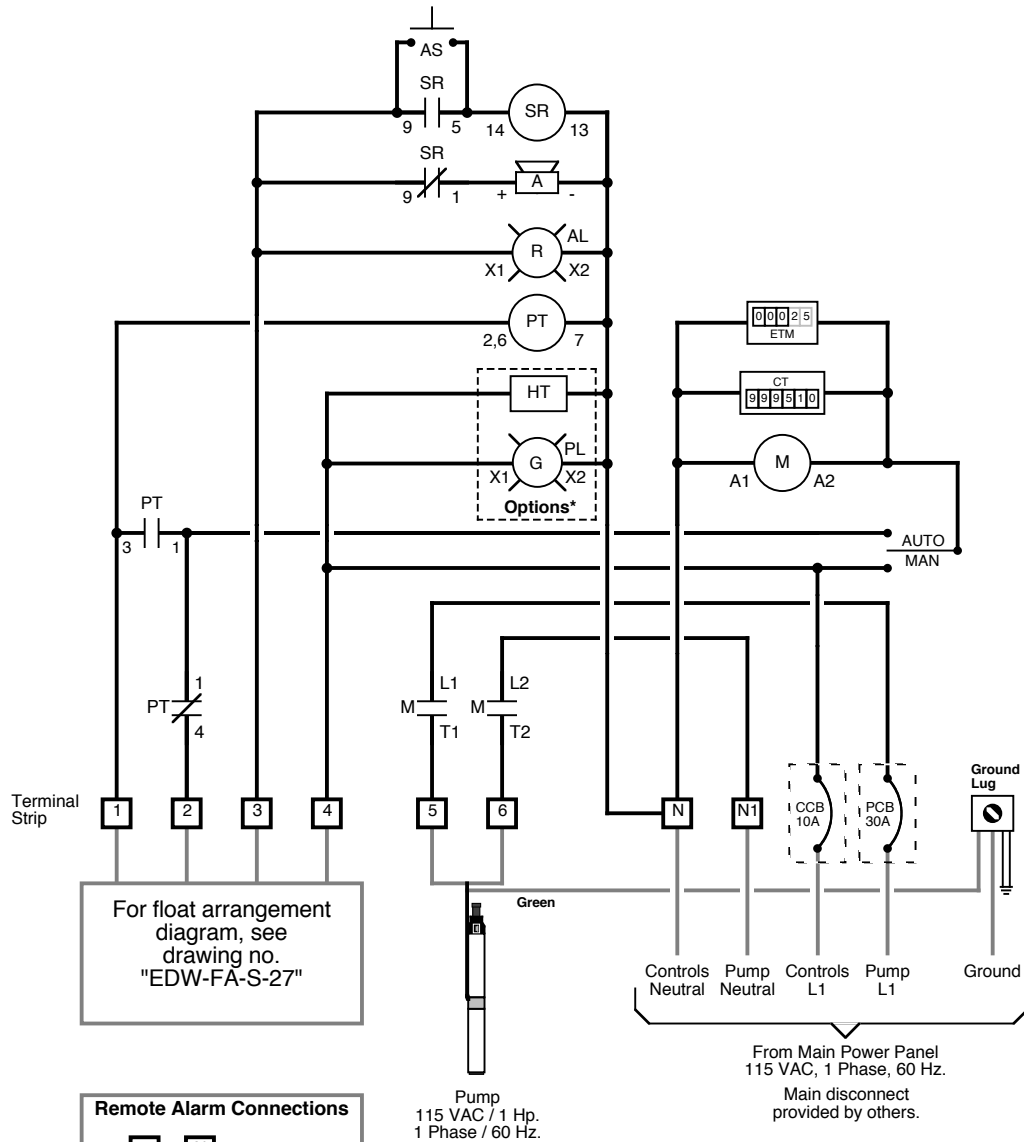 AS
SR
9 5
14 SR 13
SR
9 1
+ A -
R AL
X1 X2
PT
2,6 7
0 0 0 2 5
ETM
CT
9 9 9 5 1 0
HT
G PL
X1 X2
Options*
M
A1 A2
PT
3 1
AUTO
MAN
1
PT
4
L1
M
T1
L2
M
T2
Terminal
Strip
1 2 3 4 5 6 N N1
CCB
10A
PCB
30A
Ground
Lug
Green
For float arrangement
diagram, see
drawing no.
"EDW-FA-S-27"
Controls
Neutral
Pump
Neutral
Controls
L1
Pump
L1
Ground
From Main Power Panel
115 VAC, 1 Phase, 60 Hz.
Main disconnect
provided by others.
Pump
115 VAC / 1 Hp.
1 Phase / 60 Hz.
Remote Alarm Connections